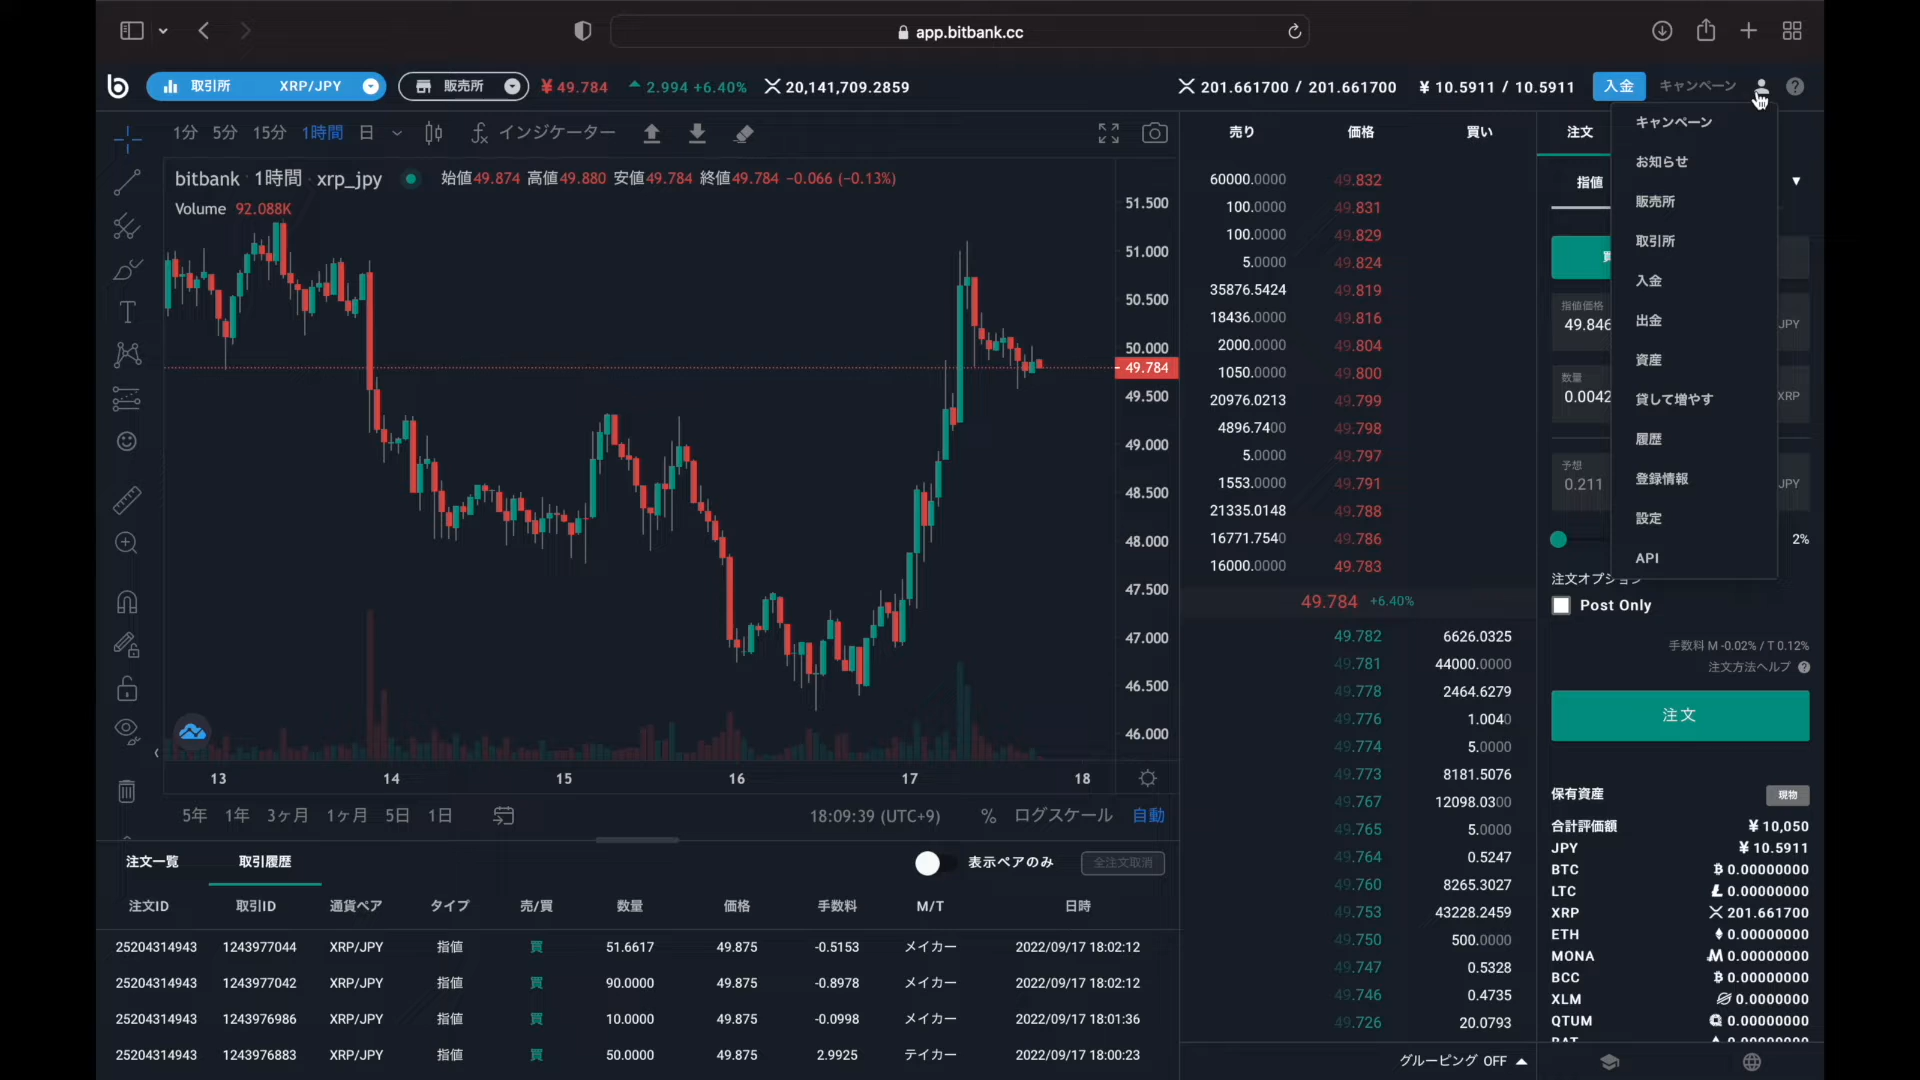 app.bitbank.cc
取引所 XRP/JPY 販売所 ¥49.784 2.994 +6.40% 20,141,709.2859 201.661700 / 201.661700 ¥ 10.5911 / 10.5911 入金 キャンペーン
1分 5分 15分 1時間 日 インジケーター
bitbank 1時間 xrp_jpy 始値49.874 高値49.880 安値49.784 終値49.784 −0.066 (−0.13%)
Volume 92.088K
51.500
51.000
50.500
50.000
49.784
49.500
49.000
48.500
48.000
47.500
47.000
46.500
46.000
13 14 15 16 17 18
5年 1年 3ヶ月 1ヶ月 5日 1日 18:09:39 (UTC+9) % ログスケール 自動
注文一覧 取引履歴 表示ペアのみ 全注文取消
注文ID 取引ID 通貨ペア タイプ 売/買 数量 価格 手数料 M/T 日時
25204314943 1243977044 XRP/JPY 指値 買 51.6617 49.875 -0.5153 メイカー 2022/09/17 18:02:12
25204314943 1243977042 XRP/JPY 指値 買 90.0000 49.875 -0.8978 メイカー 2022/09/17 18:02:12
25204314943 1243976986 XRP/JPY 指値 買 10.0000 49.875 -0.0998 メイカー 2022/09/17 18:01:36
25204314943 1243976883 XRP/JPY 指値 買 50.0000 49.875 2.9925 テイカー 2022/09/17 18:00:23
売り 価格 買い
60000.0000 49.832
100.0000 49.831
100.0000 49.829
5.0000 49.824
35876.5424 49.819
18436.0000 49.816
2000.0000 49.804
1050.0000 49.800
20976.0213 49.799
4896.7400 49.798
5.0000 49.797
1553.0000 49.791
21335.0148 49.788
16771.7540 49.786
16000.0000 49.783
49.784 +6.40%
49.782 6626.0325
49.781 44000.0000
49.778 2464.6279
49.776 1.0040
49.774 5.0000
49.773 8181.5076
49.767 12098.0300
49.765 5.0000
49.764 0.5247
49.760 8265.3027
49.753 43228.2459
49.750 500.0000
49.747 0.5328
49.746 0.4735
49.726 20.0793
グルーピング OFF
注文
指値
指値価格
49.846 JPY
数量
0.0042 XRP
予想
0.211 JPY
2%
キャンペーン
お知らせ
販売所
取引所
入金
出金
資産
貸して増やす
履歴
登録情報
設定
API
注文オプション
Post Only
手数料 M -0.02% / T 0.12%
注文方法ヘルプ
注文
保有資産 現物
合計評価額 ¥ 10,050
JPY ¥ 10.5911
BTC 0.00000000
LTC 0.00000000
XRP 201.661700
ETH 0.00000000
MONA 0.00000000
BCC 0.00000000
XLM 0.0000000
QTUM 0.00000000